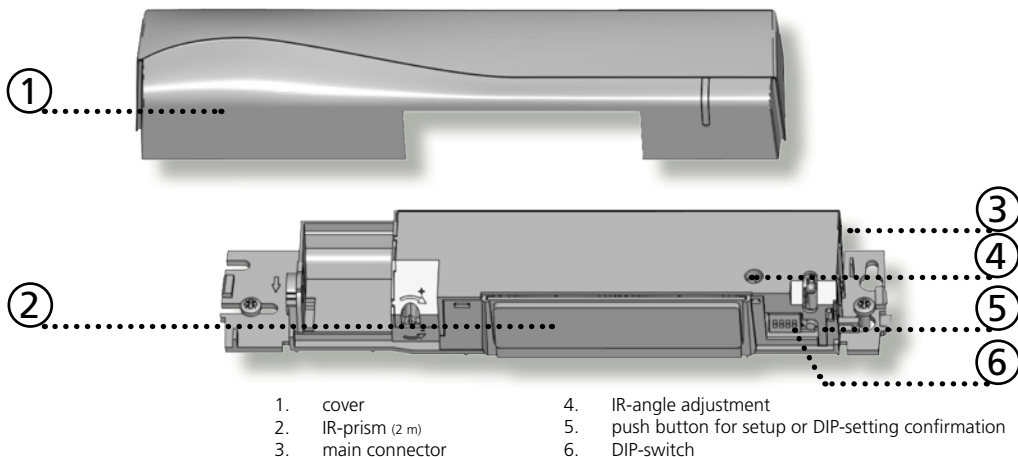 1
2
3
4
5
6
1. cover
2. IR-prism (2 m)
3. main connector
4. IR-angle adjustment
5. push button for setup or DIP-setting confirmation
6. DIP-switch